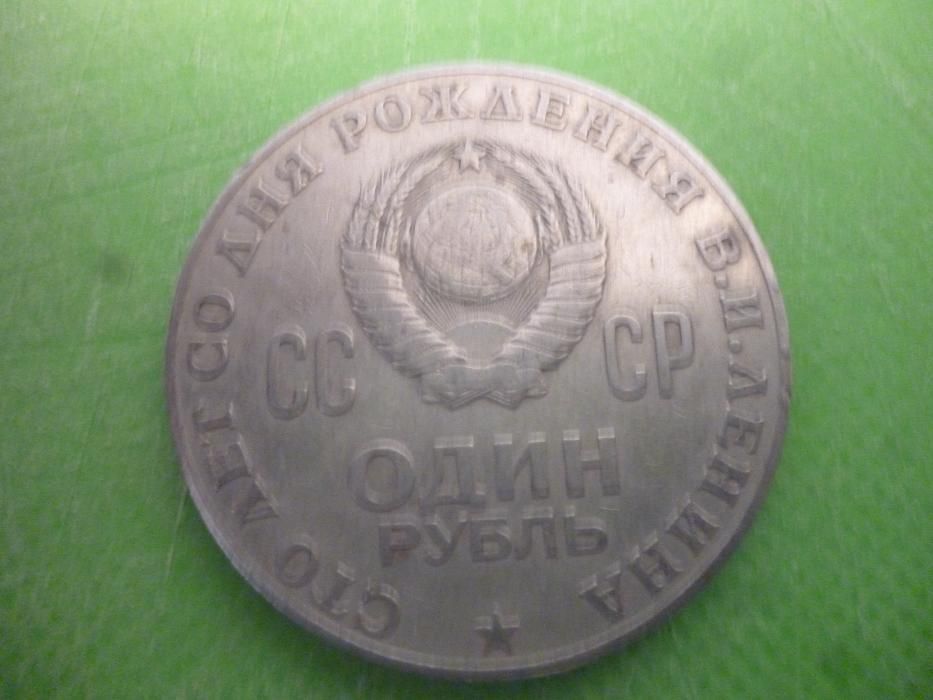 СТО ЛЕТ СО ДНЯ РОЖДЕНИЯ В.И.ЛЕНИНА
СС СР
ОДИН
РУБЛЬ